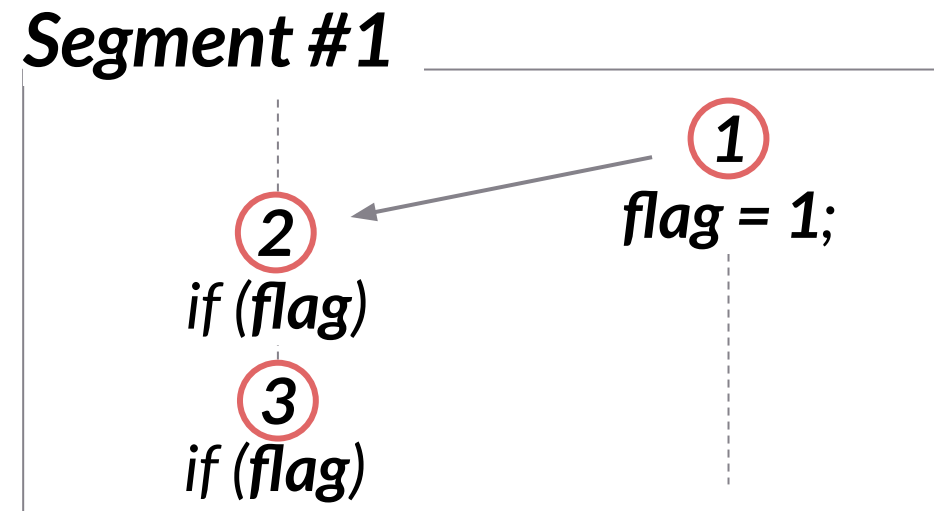 Segment #1
1
flag = 1;
2
if (flag)
3
if (flag)